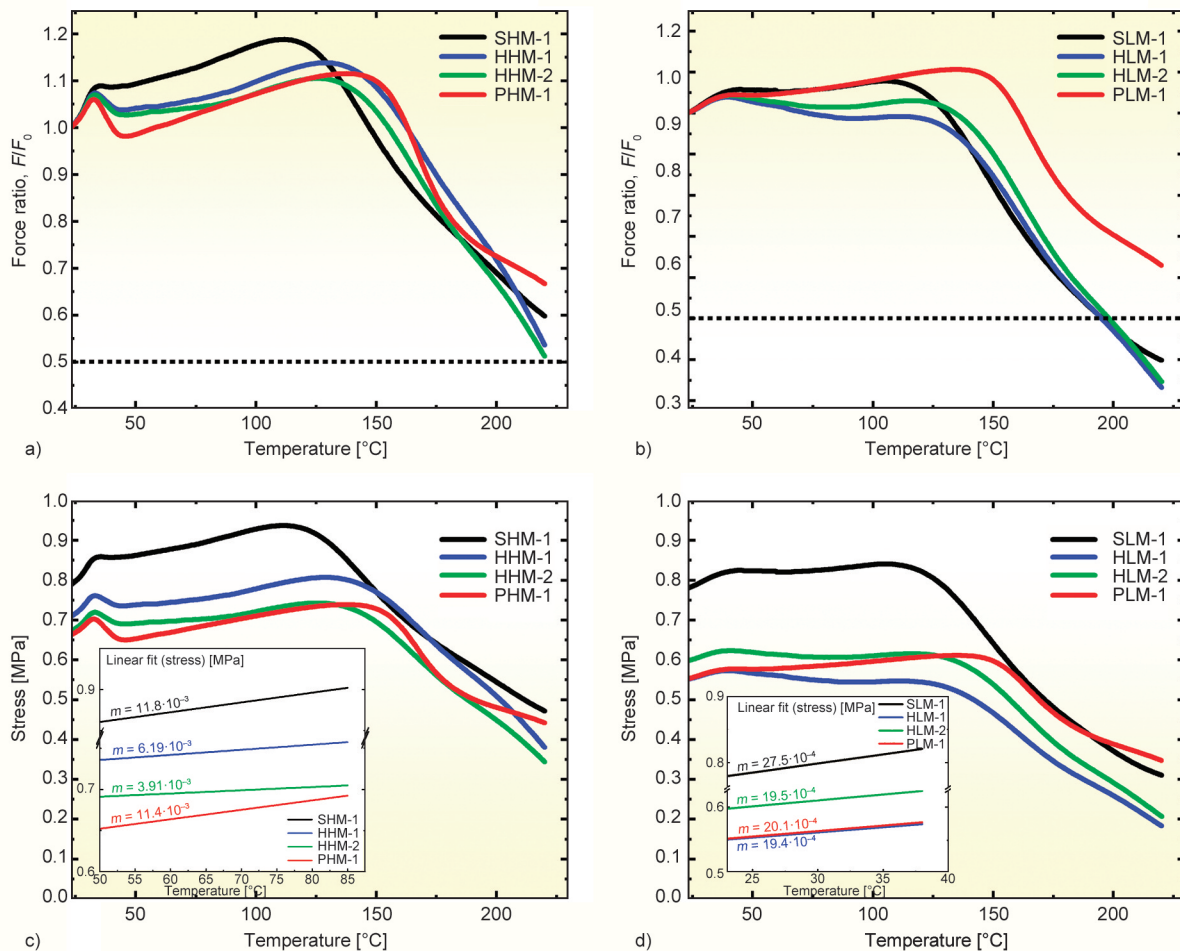 1.2
1.1
1.0
0.9
0.8
0.7
0.6
0.5
0.4
Force ratio, F/F₀
SHM-1
HHM-1
HHM-2
PHM-1
50 100 150 200
a) Temperature [°C]
1.2
1.0
0.9
0.8
0.7
0.6
0.5
0.4
0.3
Force ratio, F/F₀
SLM-1
HLM-1
HLM-2
PLM-1
50 100 150 200
b) Temperature [°C]
1.0
0.9
0.8
0.7
0.6
0.5
0.4
0.3
0.2
0.1
0.0
Stress [MPa]
SHM-1
HHM-1
HHM-2
PHM-1
Linear fit (stress) [MPa]
0.9
0.7
0.6
m = 11.8·10⁻³
m = 6.19·10⁻³
m = 3.91·10⁻³
m = 11.4·10⁻³
SHM-1
HHM-1
HHM-2
PHM-1
50 55 60 65 70 75 80 85
Temperature [°C]
50 100 150 200
c) Temperature [°C]
1.0
0.9
0.8
0.7
0.6
0.5
0.4
0.3
0.2
0.1
0.0
Stress [MPa]
SLM-1
HLM-1
HLM-2
PLM-1
Linear fit (stress) [MPa]
0.9
0.8
0.6
0.5
SLM-1
HLM-1
HLM-2
PLM-1
m = 27.5·10⁻⁴
m = 19.5·10⁻⁴
m = 20.1·10⁻⁴
m = 19.4·10⁻⁴
25 30 35 40
Temperature [°C]
50 100 150 200
d) Temperature [°C]